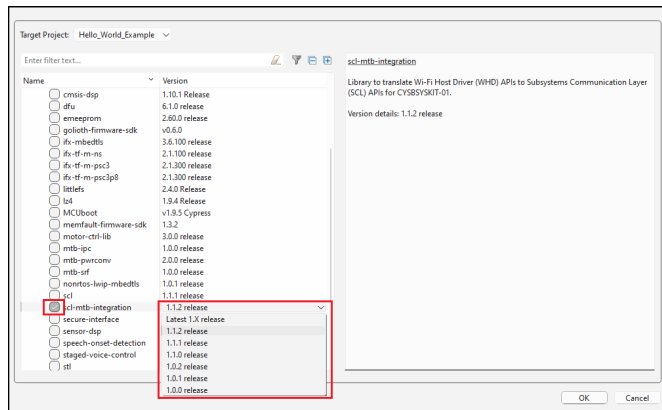 Target Project: Hello_World_Example
Enter filter text...
Name Version
cmsis-dsp 1.10.1 Release
dfu 6.1.0 release
emeeprom 2.60.0 release
golioth-firmware-sdk v0.6.0
ifx-mbedtls 3.6.100 release
ifx-tf-m-ns 2.1.100 release
ifx-tf-m-psc3 2.1.300 release
ifx-tf-m-psc3p8 2.1.300 release
littlefs 2.4.0 Release
lz4 1.9.4 Release
MCUboot v1.9.5 Cypress
memfault-firmware-sdk 1.3.2
motor-ctrl-lib 3.0.0 release
mtb-ipc 1.0.0 release
mtb-pwrconv 2.0.0 release
mtb-srf 1.0.0 release
nonrtos-lwip-mbedtls 1.0.1 release
scl 1.1.1 release
scl-mtb-integration 1.1.2 release
secure-interface Latest 1.X release
sensor-dsp 1.1.2 release
speech-onset-detection 1.1.1 release
staged-voice-control 1.1.0 release
stl 1.0.2 release
1.0.1 release
1.0.0 release
scl-mtb-integration
Library to translate Wi-Fi Host Driver (WHD) APIs to Subsystems Communication Layer
(SCL) APIs for CYSBSYSKIT-01.
Version details: 1.1.2 release
OK Cancel